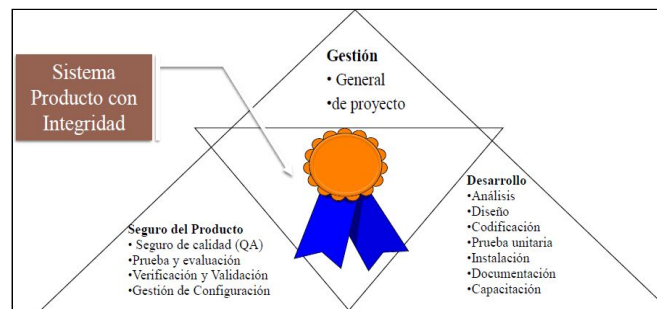 Sistema
Producto con
Integridad
Gestión
• General
•de proyecto
Seguro del Producto
• Seguro de calidad (QA)
•Prueba y evaluación
•Verificación y Validación
•Gestión de Configuración
Desarrollo
•Análisis
•Diseño
•Codificación
•Prueba unitaria
•Instalación
•Documentación
•Capacitación